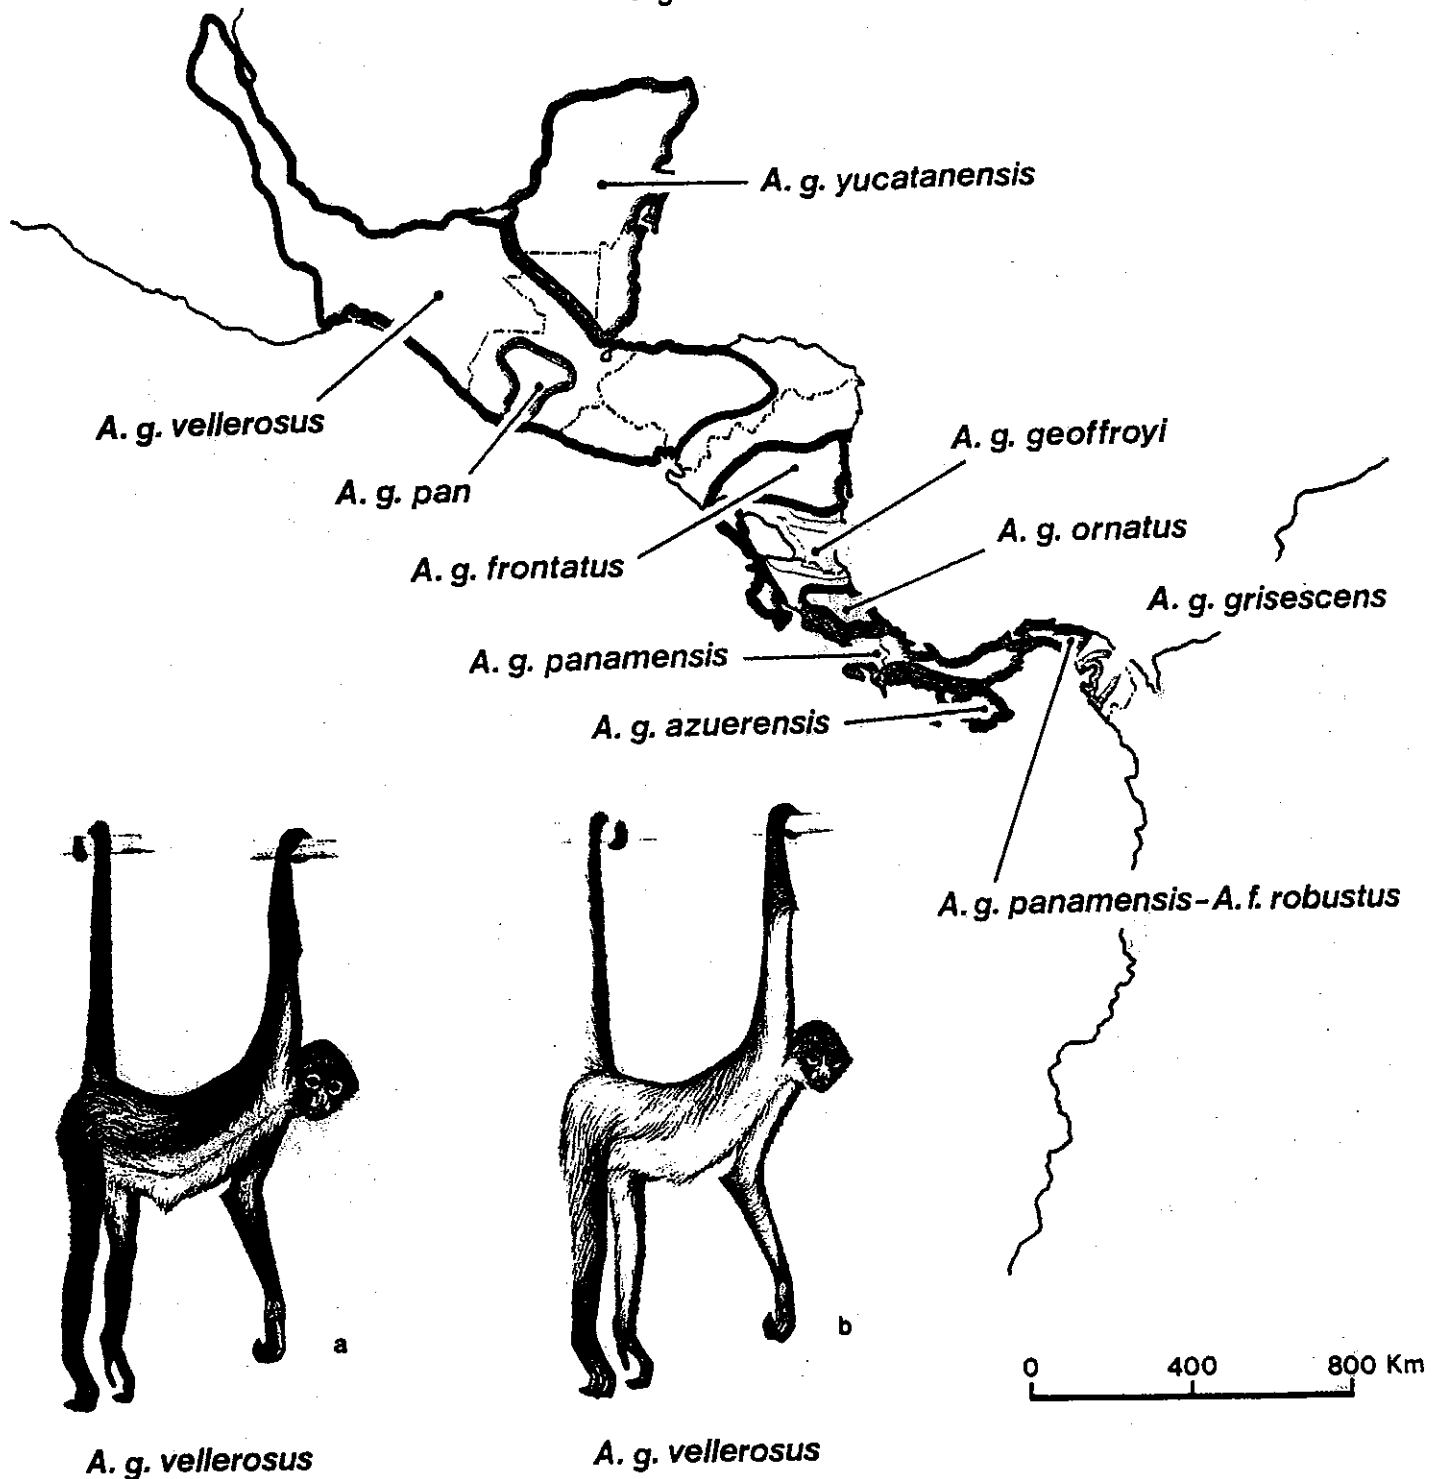 A. g. yucatanensis
A. g. vellerosus
A. g. geoffroyi
A. g. pan
A. g. ornatus
A. g. frontatus
A. g. grisescens
A. g. panamensis
A. g. azuerensis
A. g. panamensis-A. f. robustus
a
b
0 400 800 Km
A. g. vellerosus
A. g. vellerosus